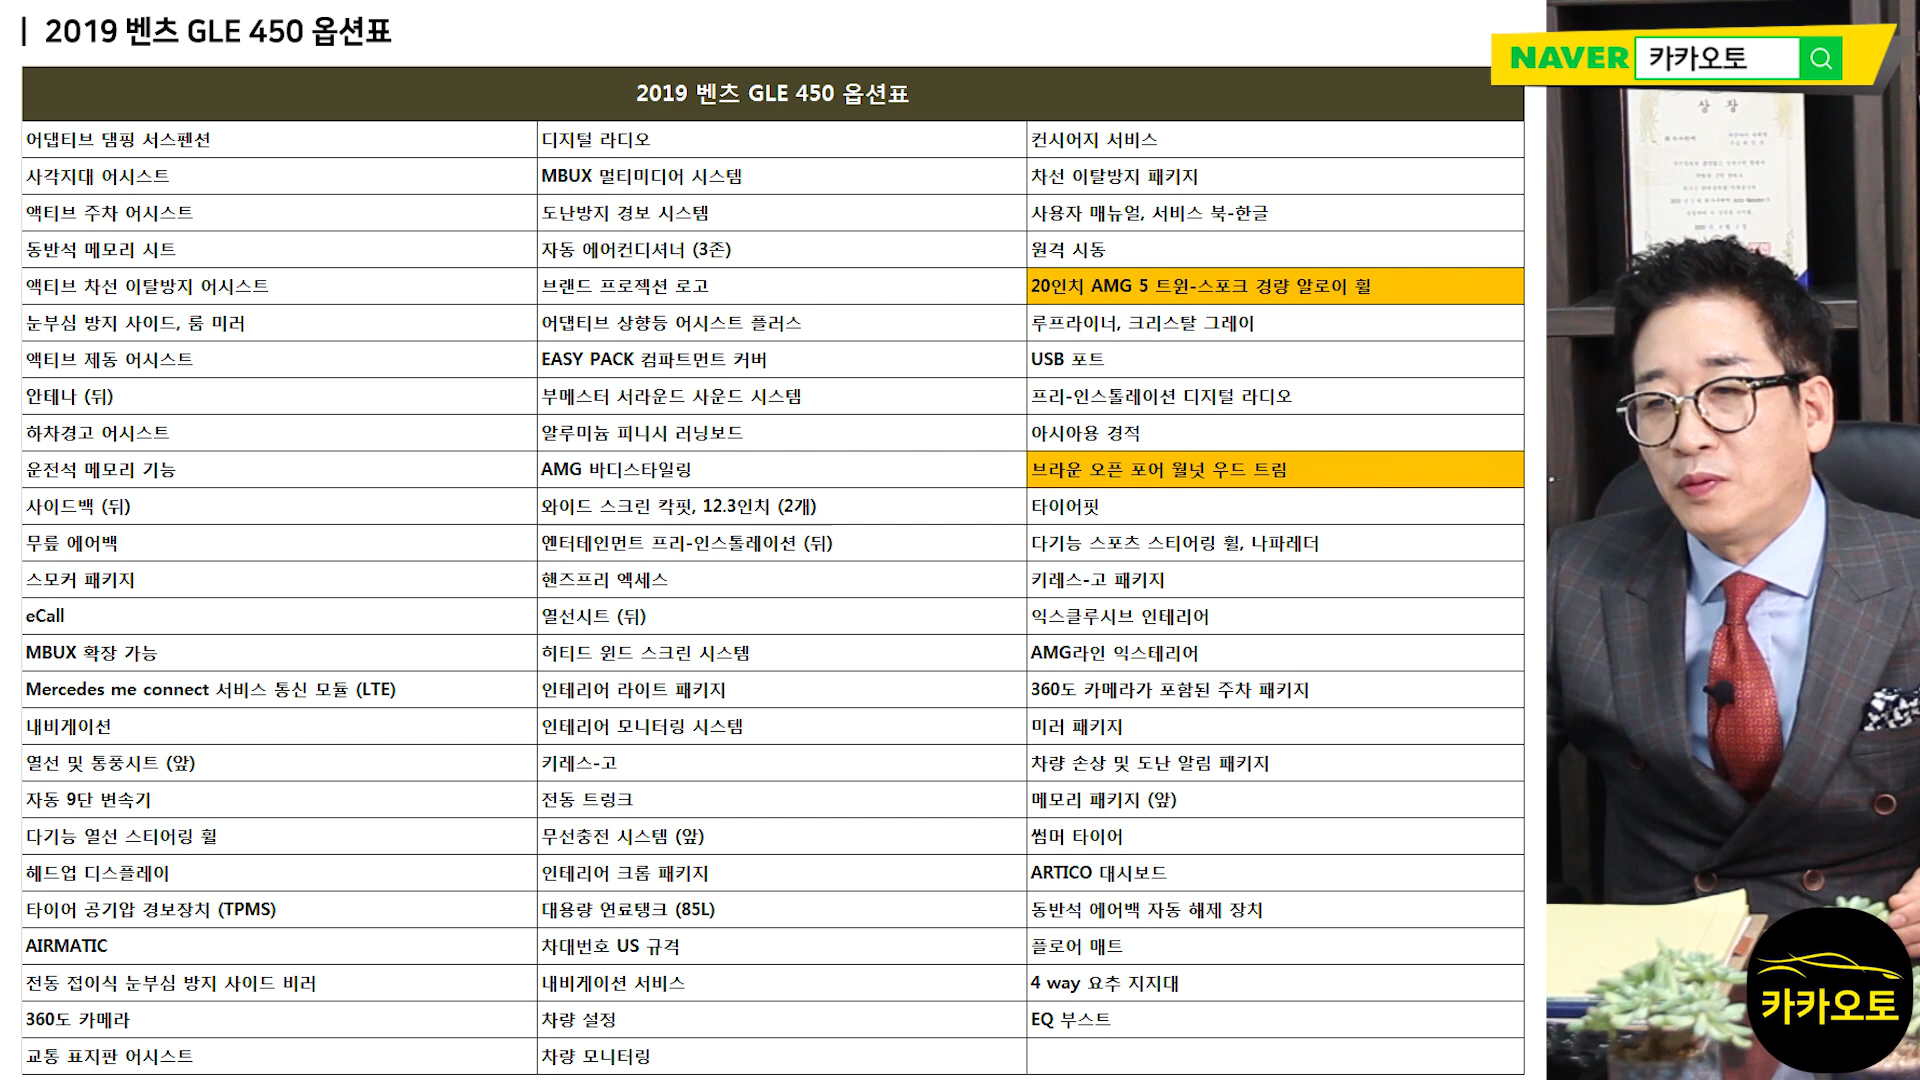 2019 벤츠 GLE 450 옵션표
NAVER 카카오토
상 장
2019 벤츠 GLE 450 옵션표
어댑티브 댐핑 서스펜션 디지털 라디오 컨시어지 서비스
사각지대 어시스트 MBUX 멀티미디어 시스템 차선 이탈방지 패키지
액티브 주차 어시스트 도난방지 경보 시스템 사용자 매뉴얼, 서비스 북-한글
동반석 메모리 시트 자동 에어컨디셔너 (3존) 원격 시동
액티브 차선 이탈방지 어시스트 브랜드 프로젝션 로고 20인치 AMG 5 트윈-스포크 경량 알로이 휠
눈부심 방지 사이드, 룸 미러 어댑티브 상향등 어시스트 플러스 루프라이너, 크리스탈 그레이
액티브 제동 어시스트 EASY PACK 컴파트먼트 커버 USB 포트
안테나 (뒤) 부메스터 서라운드 사운드 시스템 프리-인스톨레이션 디지털 라디오
하차경고 어시스트 알루미늄 피니시 러닝보드 아시아용 경적
운전석 메모리 기능 AMG 바디스타일링 브라운 오픈 포어 월넛 우드 트림
사이드백 (뒤) 와이드 스크린 칵핏, 12.3인치 (2개) 타이어핏
무릎 에어백 엔터테인먼트 프리-인스톨레이션 (뒤) 다기능 스포츠 스티어링 휠, 나파레더
스모커 패키지 핸즈프리 엑세스 키레스-고 패키지
eCall 열선시트 (뒤) 익스클루시브 인테리어
MBUX 확장 가능 히티드 윈드 스크린 시스템 AMG라인 익스테리어
Mercedes me connect 서비스 통신 모듈 (LTE) 인테리어 라이트 패키지 360도 카메라가 포함된 주차 패키지
내비게이션 인테리어 모니터링 시스템 미러 패키지
열선 및 통풍시트 (앞) 키레스-고 차량 손상 및 도난 알림 패키지
자동 9단 변속기 전동 트렁크 메모리 패키지 (앞)
다기능 열선 스티어링 휠 무선충전 시스템 (앞) 썸머 타이어
헤드업 디스플레이 인테리어 크롬 패키지 ARTICO 대시보드
타이어 공기압 경보장치 (TPMS) 대용량 연료탱크 (85L) 동반석 에어백 자동 해제 장치
AIRMATIC 차대번호 US 규격 플로어 매트
전동 접이식 눈부심 방지 사이드 비러 내비게이션 서비스 4 way 요추 지지대
360도 카메라 차량 설정 EQ 부스트
교통 표지판 어시스트 차량 모니터링
카카오토